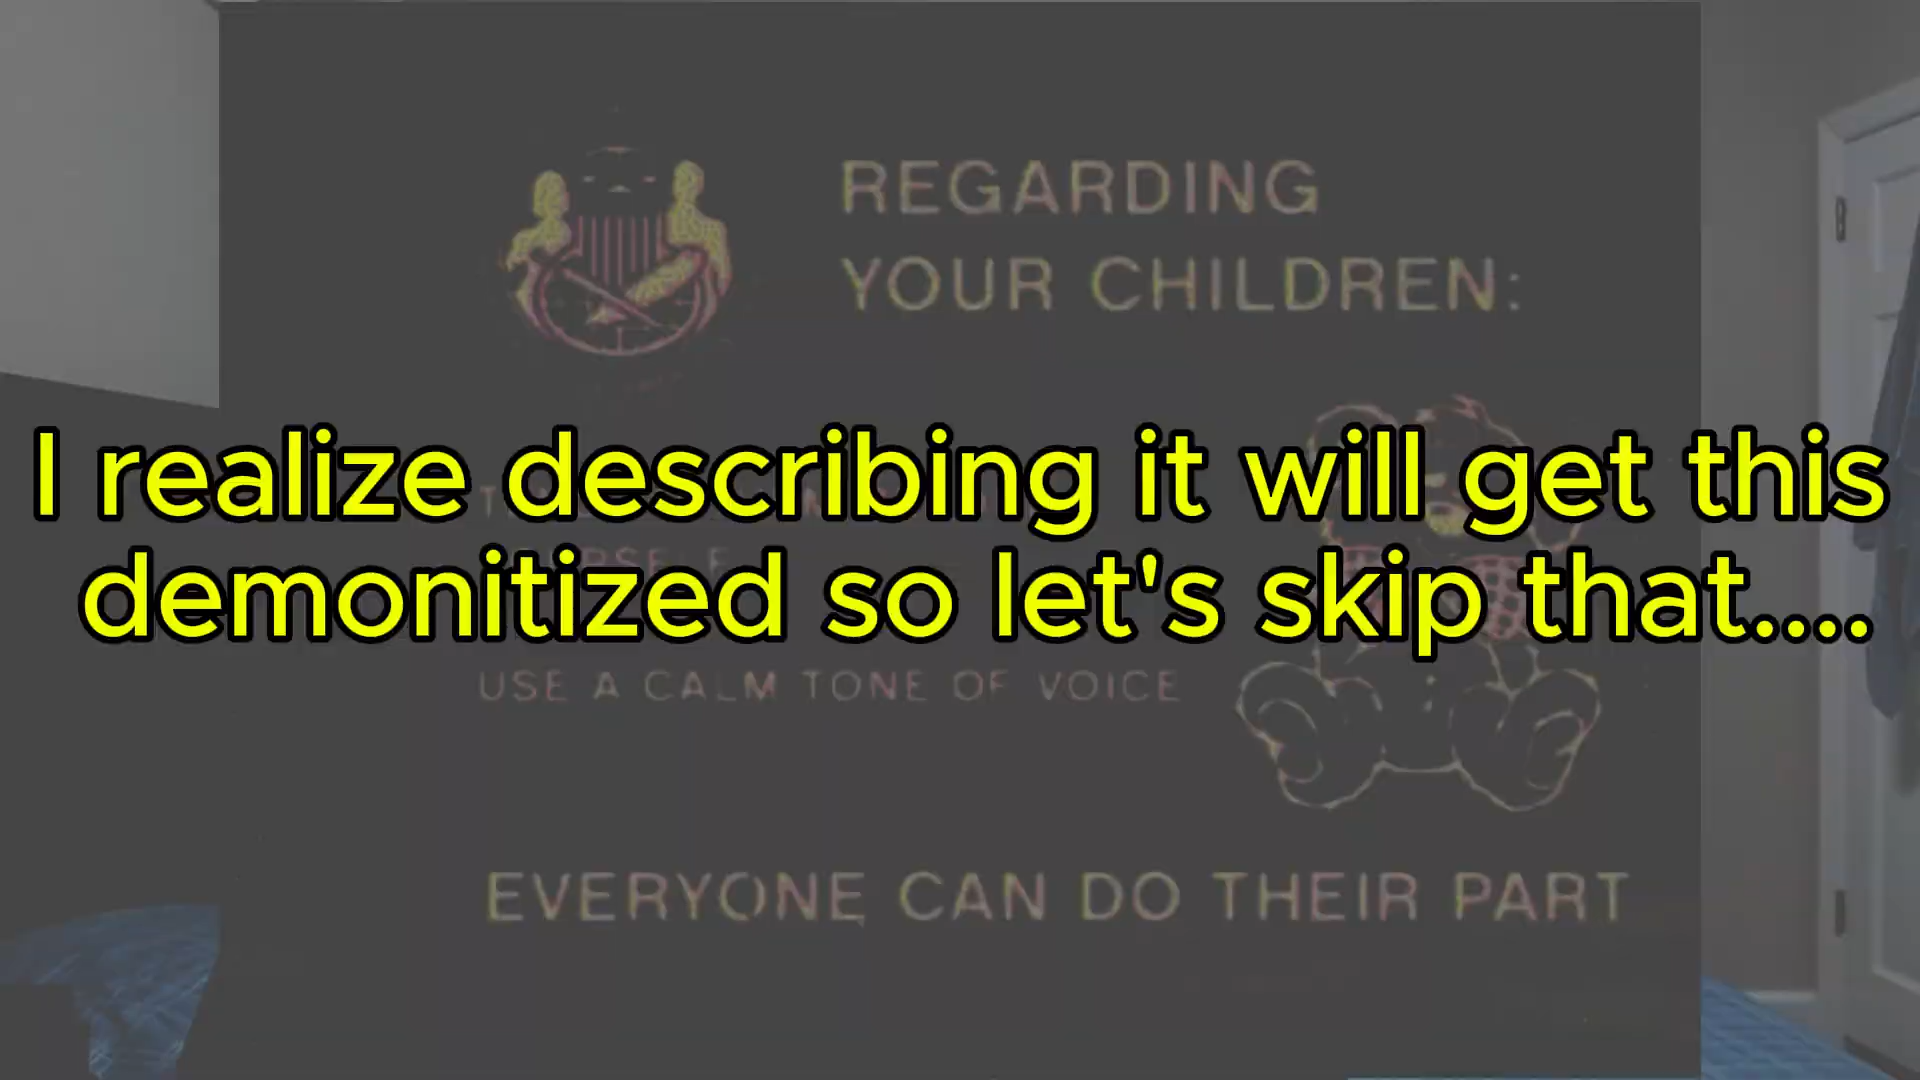 REGARDING
YOUR CHILDREN:
I realize describing it will get this
demonitized so let's skip that....
USE A CALM TONE OF VOICE
EVERYONE CAN DO THEIR PART